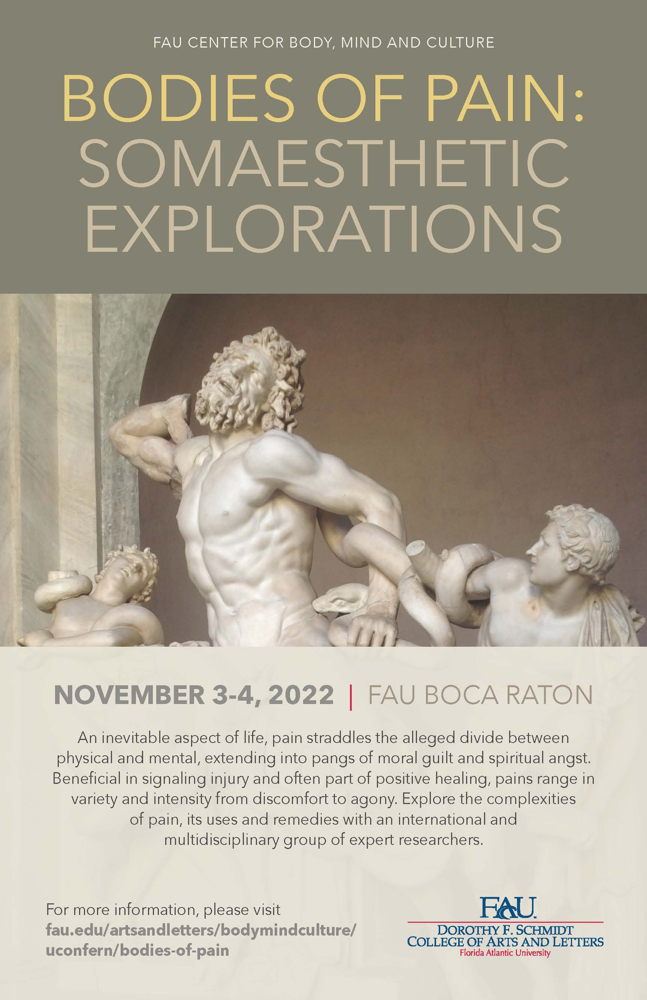 FAU CENTER FOR BODY, MIND AND CULTURE
BODIES OF PAIN:
SOMAESTHETIC
EXPLORATIONS
NOVEMBER 3-4, 2022 | FAU BOCA RATON
An inevitable aspect of life, pain straddles the alleged divide between
physical and mental, extending into pangs of moral guilt and spiritual angst.
Beneficial in signaling injury and often part of positive healing, pains range in
variety and intensity from discomfort to agony. Explore the complexities
of pain, its uses and remedies with an international and
multidisciplinary group of expert researchers.
For more information, please visit
fau.edu/artsandletters/bodymindculture/
uconfern/bodies-of-pain
FAU
DOROTHY F. SCHMIDT
COLLEGE OF ARTS AND LETTERS
Florida Atlantic University